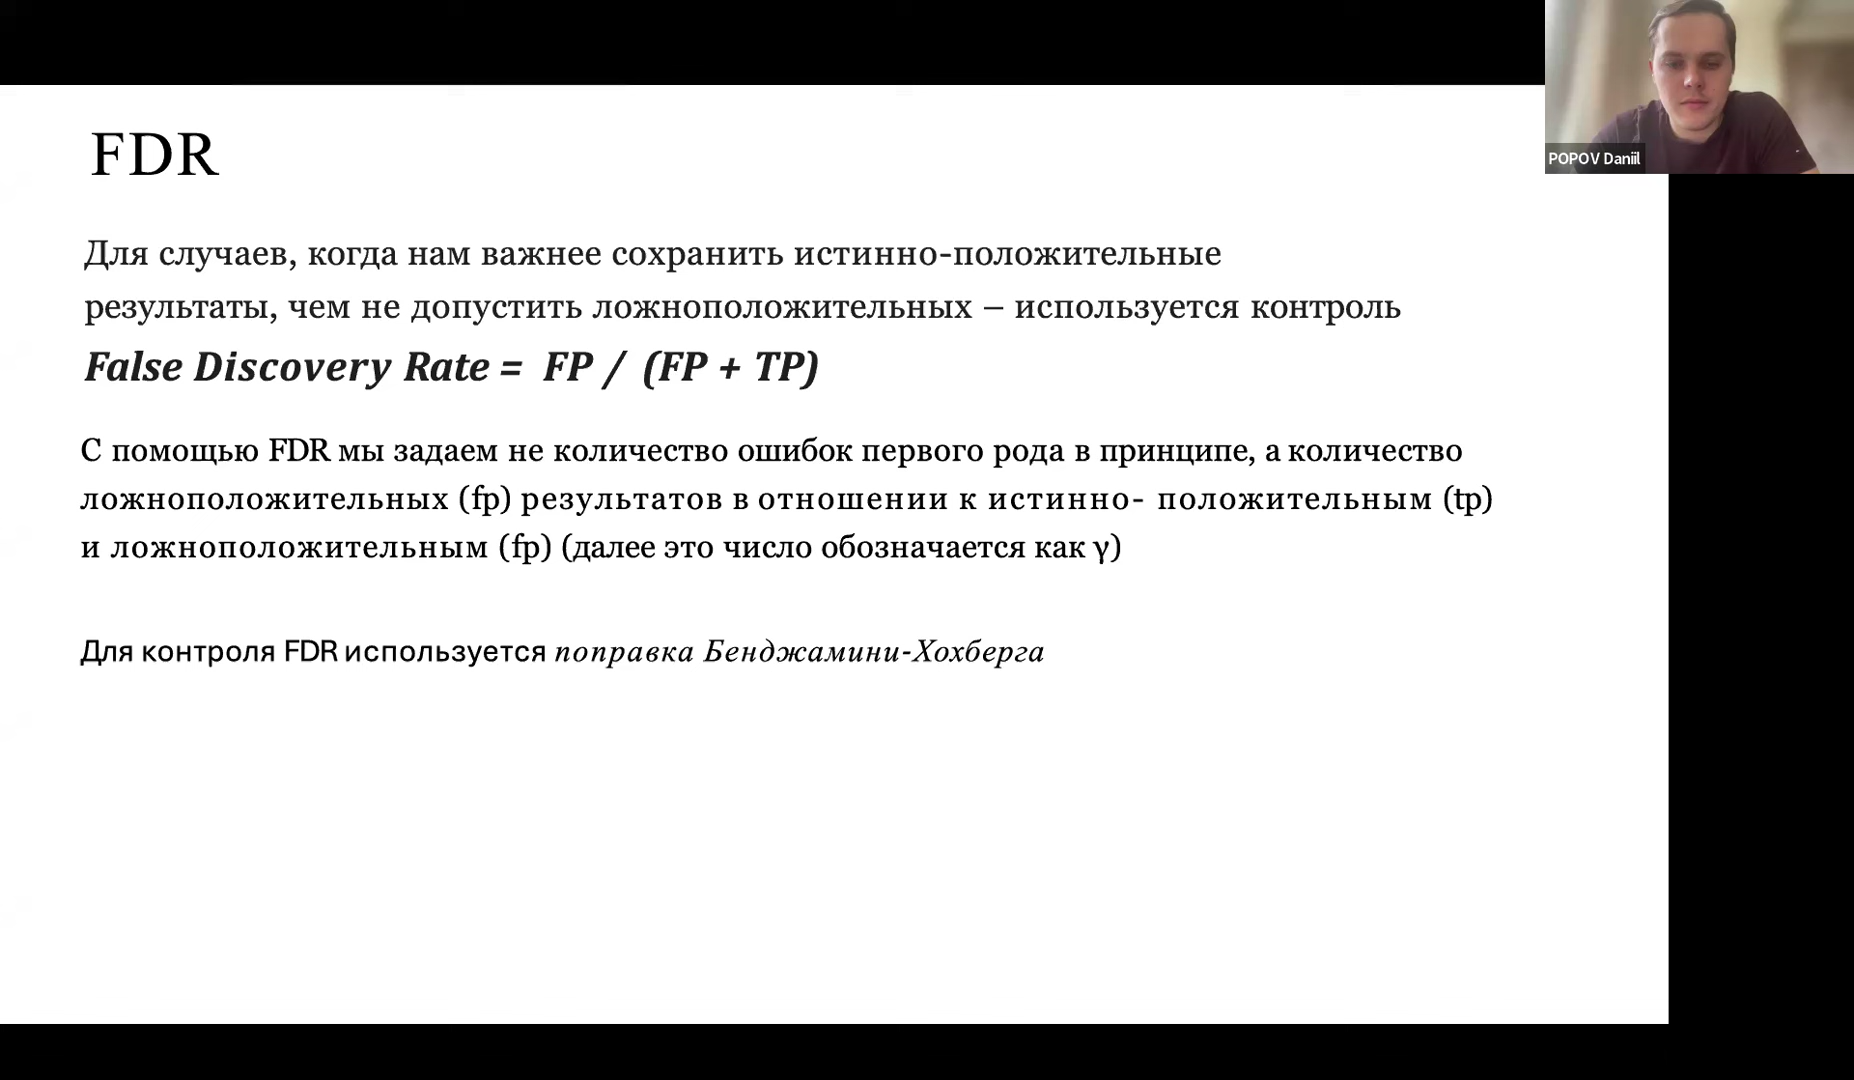 FDR
POPOV Daniil
Для случаев, когда нам важнее сохранить истинно-положительные
результаты, чем не допустить ложноположительных – используется контроль
False Discovery Rate = FP / (FP + TP)
С помощью FDR мы задаем не количество ошибок первого рода в принципе, а количество
ложноположительных (fp) результатов в отношении к истинно- положительным (tp)
и ложноположительным (fp) (далее это число обозначается как γ)
Для контроля FDR используется поправка Бенджамини-Хохберга